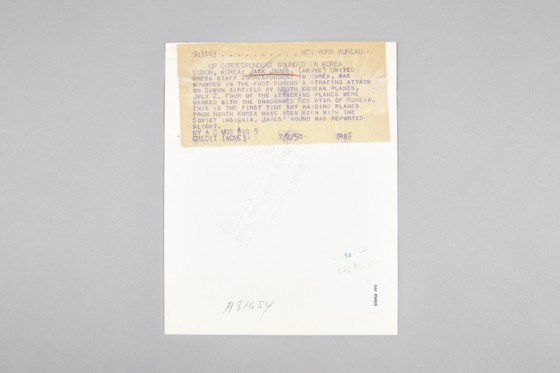 NEW YORK BUREAU
UP CORRESPONDENT WOUNDED IN KOREA
SUWON, KOREA: JACK JAMES, (ABOVE) UNITED
PRESS STAFF CORRESPONDENT IN KOREA, WAS
WOUNDED IN THE FOOT DURING A STRAFING ATTACK
ON SUWON AIRFIELD BY NORTH KOREAN PLANES,
JULY 2. FOUR OF THE ATTACKING PLANES WERE
MARKED WITH THE UNADORNED RED STAR OF RUSSIA.
THIS IS THE FIRST TIME ANY RAIDING PLANES
FROM NORTH KOREA HAVE BEEN SEEN WITH THE
SOVIET INSIGNIA. JAMES' WOUND WAS REPORTED
SLIGHT.
CREDIT (ACME) 7/2/50
A81654